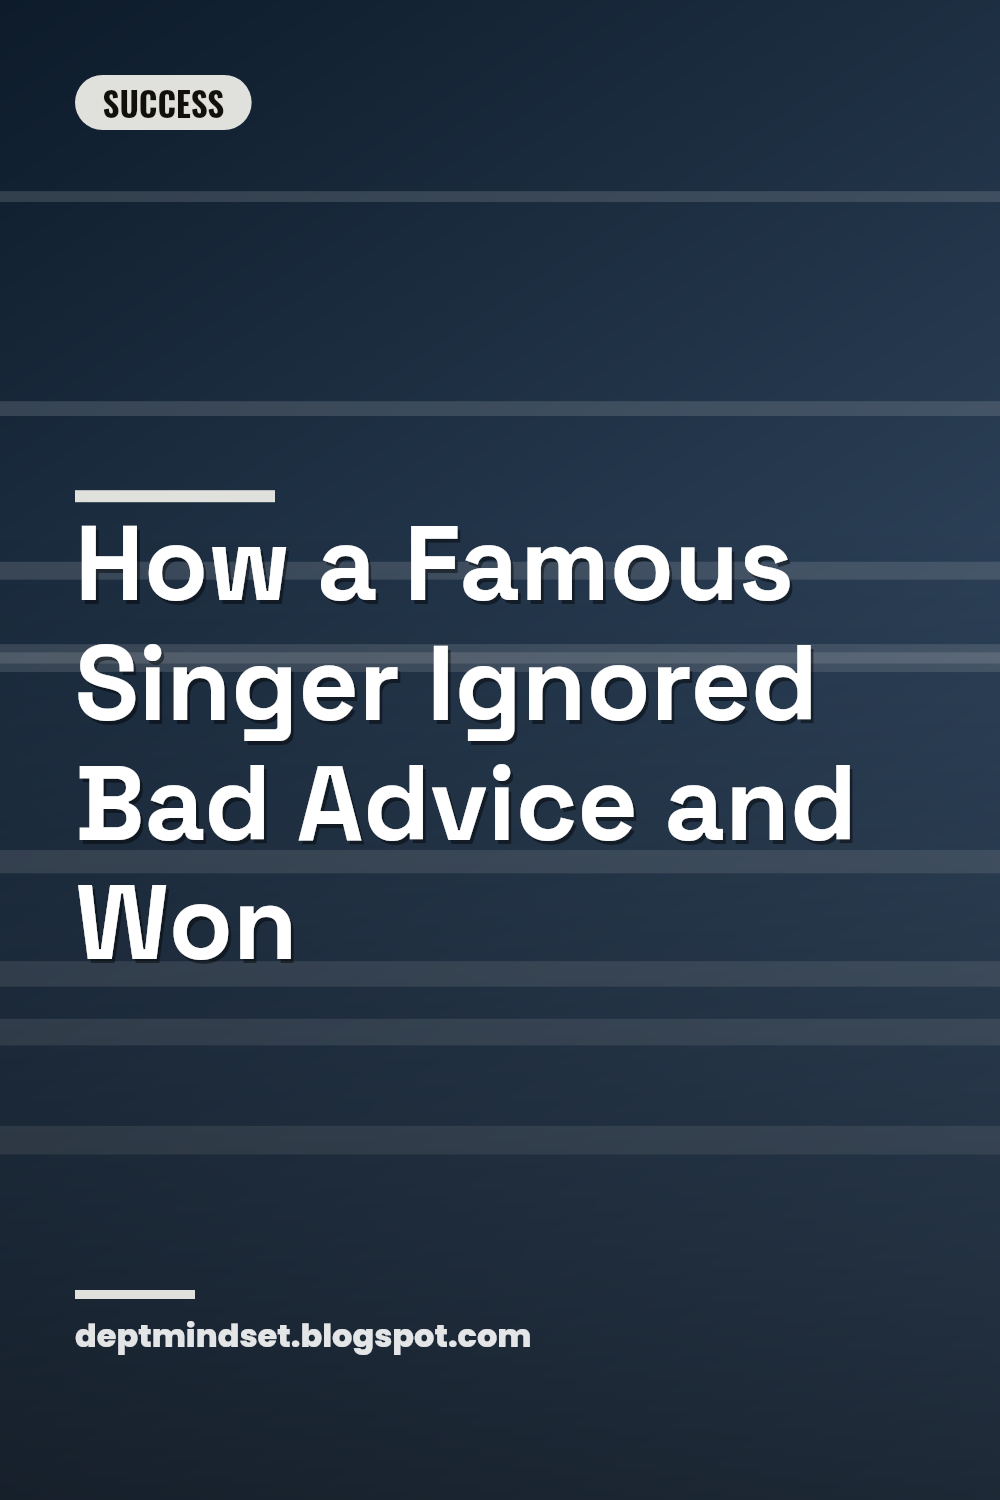 SUCCESS
How a Famous
Singer Ignored
Bad Advice and
Won
deptmindset.blogspot.com